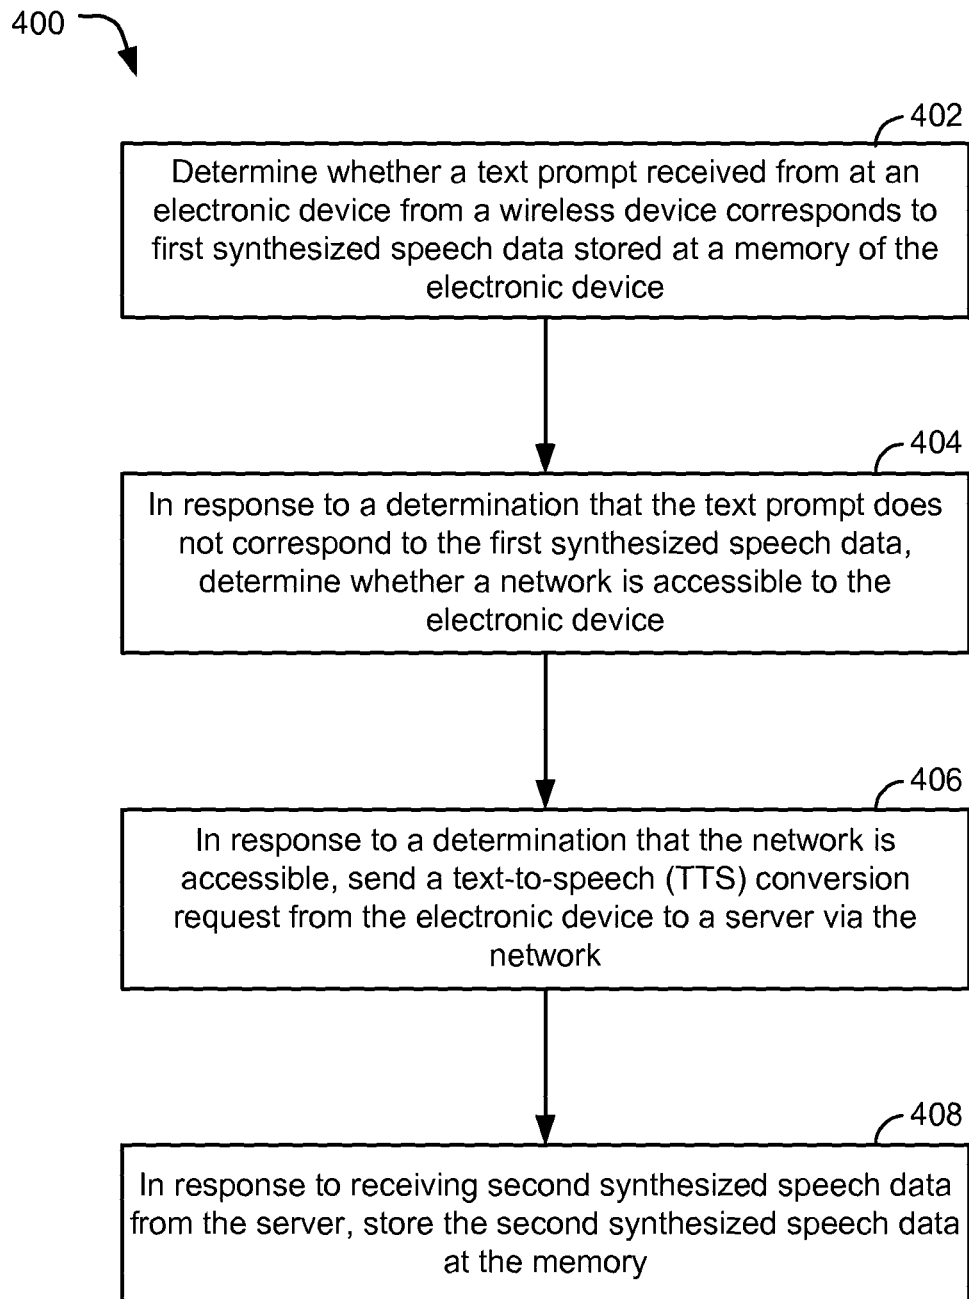 400
402
Determine whether a text prompt received from at an
electronic device from a wireless device corresponds to
first synthesized speech data stored at a memory of the
electronic device
404
In response to a determination that the text prompt does
not correspond to the first synthesized speech data,
determine whether a network is accessible to the
electronic device
406
In response to a determination that the network is
accessible, send a text-to-speech (TTS) conversion
request from the electronic device to a server via the
network
408
In response to receiving second synthesized speech data
from the server, store the second synthesized speech data
at the memory